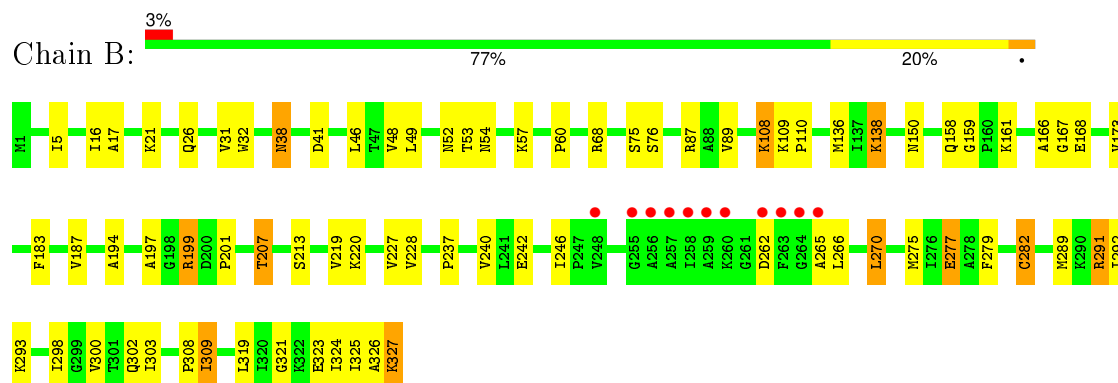 3%
Chain B:
77% 20% •
M1 I5 I16 A17 K21 Q26 V31 W32 N38 D41 L46 T47 V48 L49 N52 T53 N54 K57 P60 R68 S75 S76 R87 A88 V89 K108 K109 P110 M136 I137 K138 N150 Q158 G159 P160 K161 A166 G167 E168 V173
F183 V187 A194 A197 G198 R199 D200 P201 T207 S213 V219 K220 V227 V228 P237 V240 L241 E242 I246 P247 V248 G255 A256 A257 I258 A259 K260 G261 D262 F263 G264 A265 L266 L270 M275 I276 E277 A278 F279 C282 M289 K290 R291 I292
K293 I298 G299 V300 T301 Q302 I303 P308 I309 L319 I320 G321 K322 E323 I324 I325 A326 K327